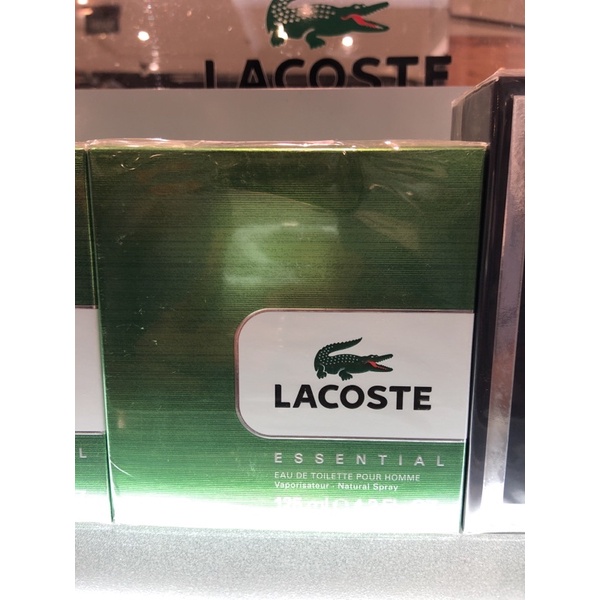 LACOSTE
LACOSTE
ESSENTIAL
EAU DE TOILETTE POUR HOMME
Vaporisateur - Natural Spray
L